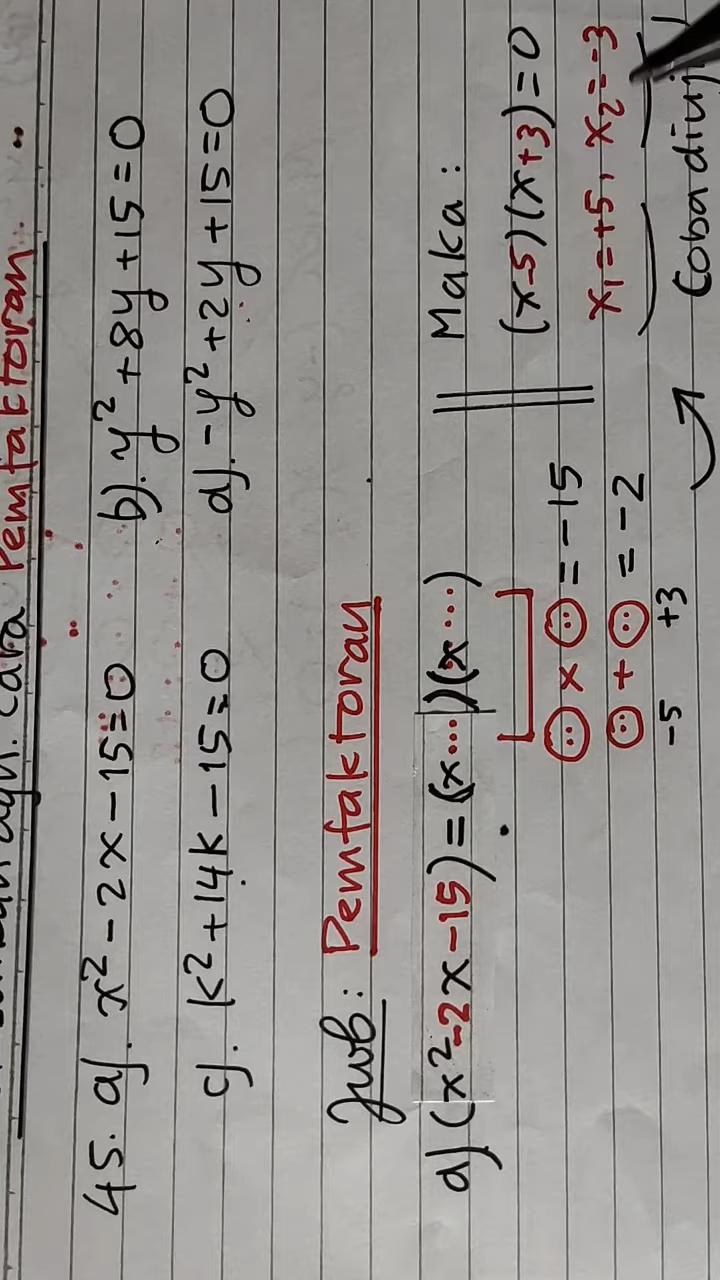 cara Pemfaktoran..
45. a). x² - 2x - 15 = 0 b). y² + 8y + 15 = 0
c). k² + 14k - 15 = 0 d). -y² + 2y + 15 = 0
Jwb: Pemfaktoran
a) (x² - 2x - 15) = (x...)(x...)
x = -15
+ = -2
-5 +3
Maka:
(x-5)(x+3) = 0
x₁ = +5, x₂ = -3
Coba diuji